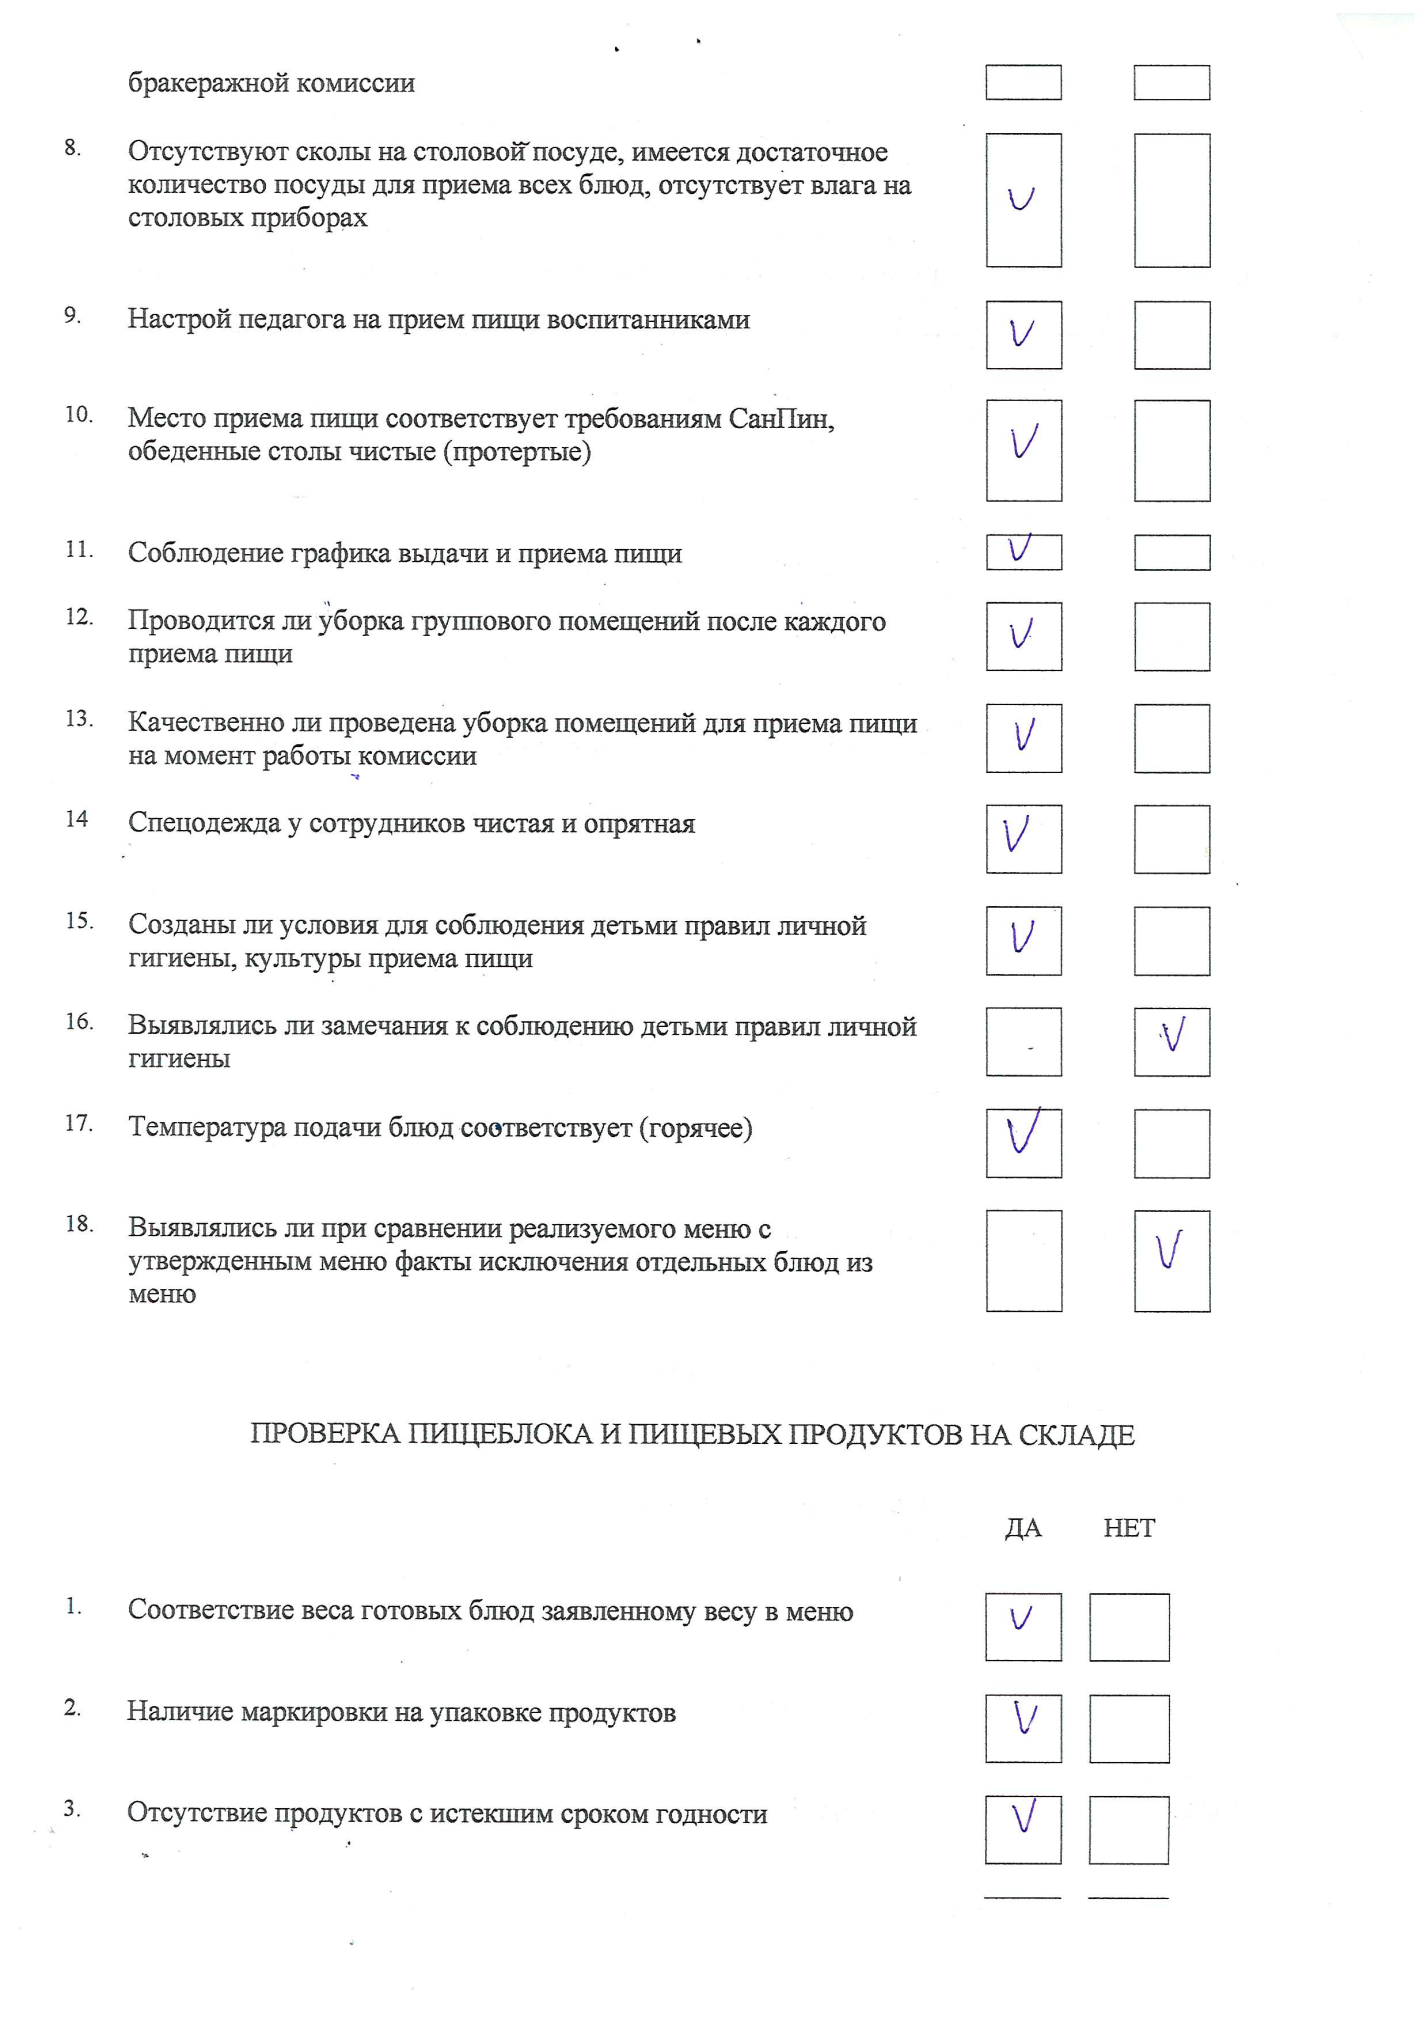 бракеражной комиссии
8. Отсутствуют сколы на столовой посуде, имеется достаточное
количество посуды для приема всех блюд, отсутствует влага на
столовых приборах
V
9. Настрой педагога на прием пищи воспитанниками
V
10. Место приема пищи соответствует требованиям СанПин,
обеденные столы чистые (протертые)
V
11. Соблюдение графика выдачи и приема пищи
V
12. Проводится ли уборка группового помещений после каждого
приема пищи
V
13. Качественно ли проведена уборка помещений для приема пищи
на момент работы комиссии
V
14 Спецодежда у сотрудников чистая и опрятная
V
15. Созданы ли условия для соблюдения детьми правил личной
гигиены, культуры приема пищи
V
16. Выявлялись ли замечания к соблюдению детьми правил личной
гигиены
V
17. Температура подачи блюд соответствует (горячее)
V
18. Выявлялись ли при сравнении реализуемого меню с
утвержденным меню факты исключения отдельных блюд из
меню
V
ПРОВЕРКА ПИЩЕБЛОКА И ПИЩЕВЫХ ПРОДУКТОВ НА СКЛАДЕ
ДА НЕТ
1. Соответствие веса готовых блюд заявленному весу в меню
V
2. Наличие маркировки на упаковке продуктов
V
3. Отсутствие продуктов с истекшим сроком годности
V